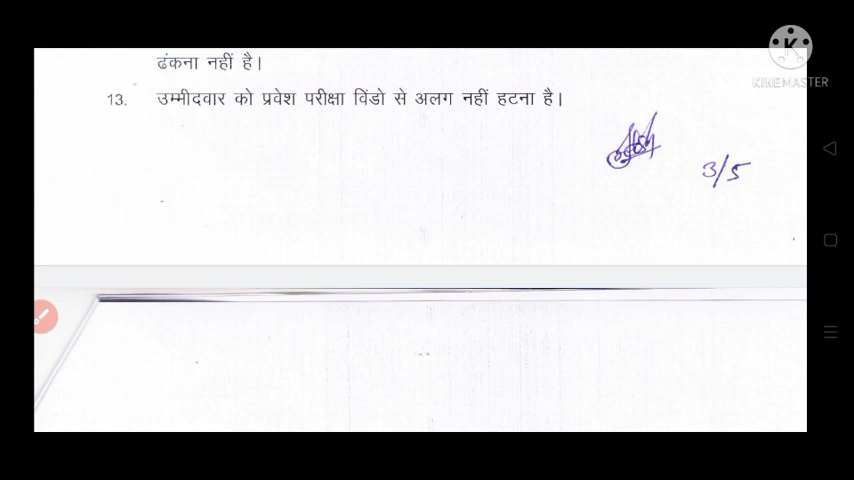 ढंकना नहीं है।
13. उम्मीदवार को प्रवेश परीक्षा विंडो से अलग नहीं हटना है।
3/5
K
KINEMASTER